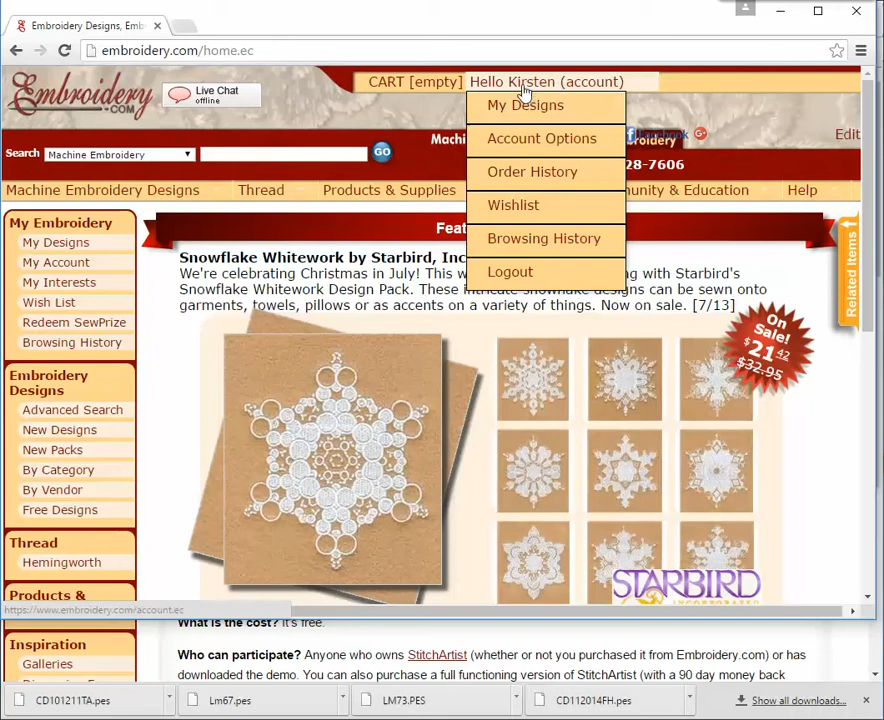 Embroidery Designs, Emb
embroidery.com/home.ec
Embroidery
.COM
Live Chat
offline
CART [empty]
Hello Kirsten (account)
My Designs
Account Options
Order History
Wishlist
Browsing History
Logout
Machi
Facebook
broidery
Edit
Search
Machine Embroidery
GO
28-7606
Machine Embroidery Designs
Thread
Products & Supplies
unity & Education
Help
My Embroidery
My Designs
My Account
My Interests
Wish List
Redeem SewPrize
Browsing History
Embroidery
Designs
Advanced Search
New Designs
New Packs
By Category
By Vendor
Free Designs
Thread
Hemingworth
Products &
Feat
Snowflake Whitework by Starbird, Inc
We're celebrating Christmas in July! This w
ng with Starbird's
Snowflake Whitework Design Pack. These intricate snowflake designs can be sewn onto
garments, towels, pillows or as accents on a variety of things. Now on sale. [7/13]
On
Sale!
$21.42
$32.95
Related Items
STARBIRD
INCORPORATED
https://www.embroidery.com/account.ec
Inspiration
Galleries
What is the cost? It's free.
Who can participate? Anyone who owns StitchArtist (whether or not you purchased it from Embroidery.com) or has
downloaded the demo. You can also purchase a full functioning version of StitchArtist (with a 90 day money back
CD101211TA.pes
Lm67.pes
LM73.PES
CD112014FH.pes
Show all downloads...